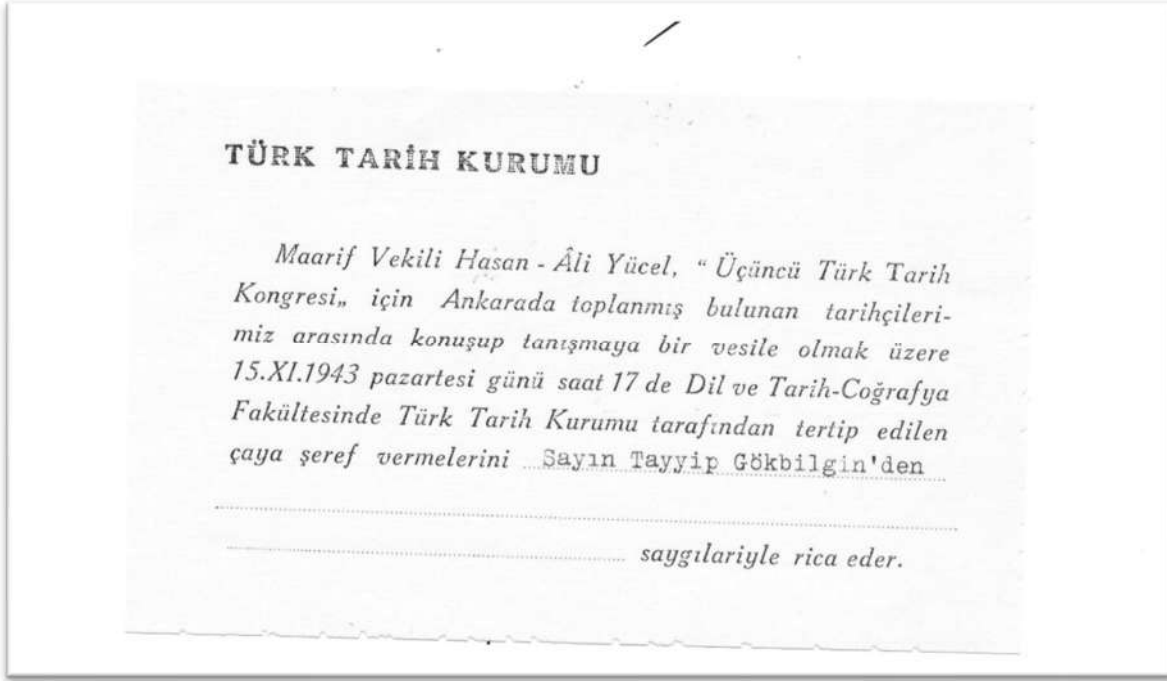 TÜRK TARİH KURUMU
Maarif Vekili Hasan - Âli Yücel, “ Üçüncü Türk Tarih
Kongresi„ için Ankarada toplanmış bulunan tarihçileri-
miz arasında konuşup tanışmaya bir vesile olmak üzere
15.XI.1943 pazartesi günü saat 17 de Dil ve Tarih-Coğrafya
Fakültesinde Türk Tarih Kurumu tarafından tertip edilen
çaya şeref vermelerini Sayın Tayyip Gökbilgin'den
saygılariyle rica eder.